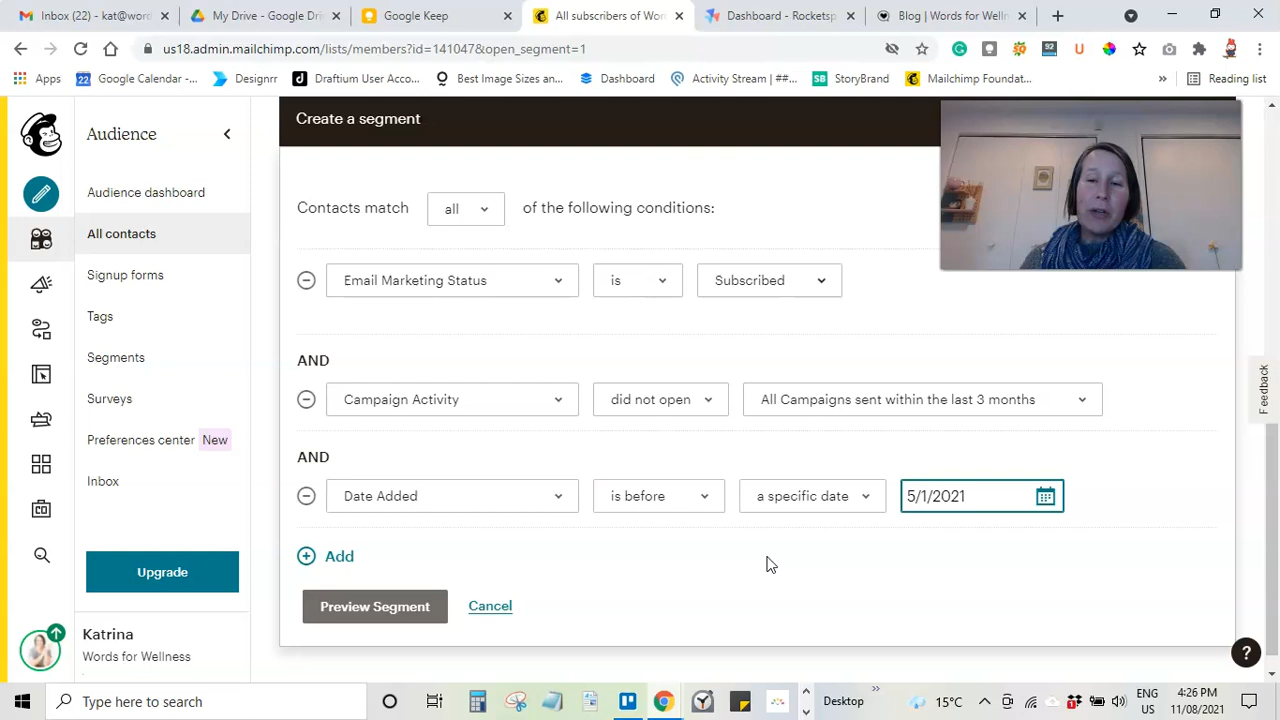 Inbox (22) - kat@word
My Drive - Google Dri
Google Keep
All subscribers of Wor
Dashboard - Rocketsp
Blog | Words for Welln
us18.admin.mailchimp.com/lists/members?id=141047&open_segment=1
Apps
Google Calendar -...
Designrr
Draftium User Acco...
Best Image Sizes an...
Dashboard
Activity Stream | ##...
SB
StoryBrand
Mailchimp Foundat...
»
Reading list
Audience
Audience dashboard
All contacts
Signup forms
Tags
Segments
Surveys
Preferences center New
Inbox
Upgrade
Katrina
Words for Wellness
Create a segment
Contacts match all of the following conditions:
Email Marketing Status is Subscribed
AND
Campaign Activity did not open All Campaigns sent within the last 3 months
AND
Date Added is before a specific date 5/1/2021
Add
Preview Segment Cancel
Feedback
?
Type here to search
Desktop
»
15°C
ENG
US
4:26 PM
11/08/2021